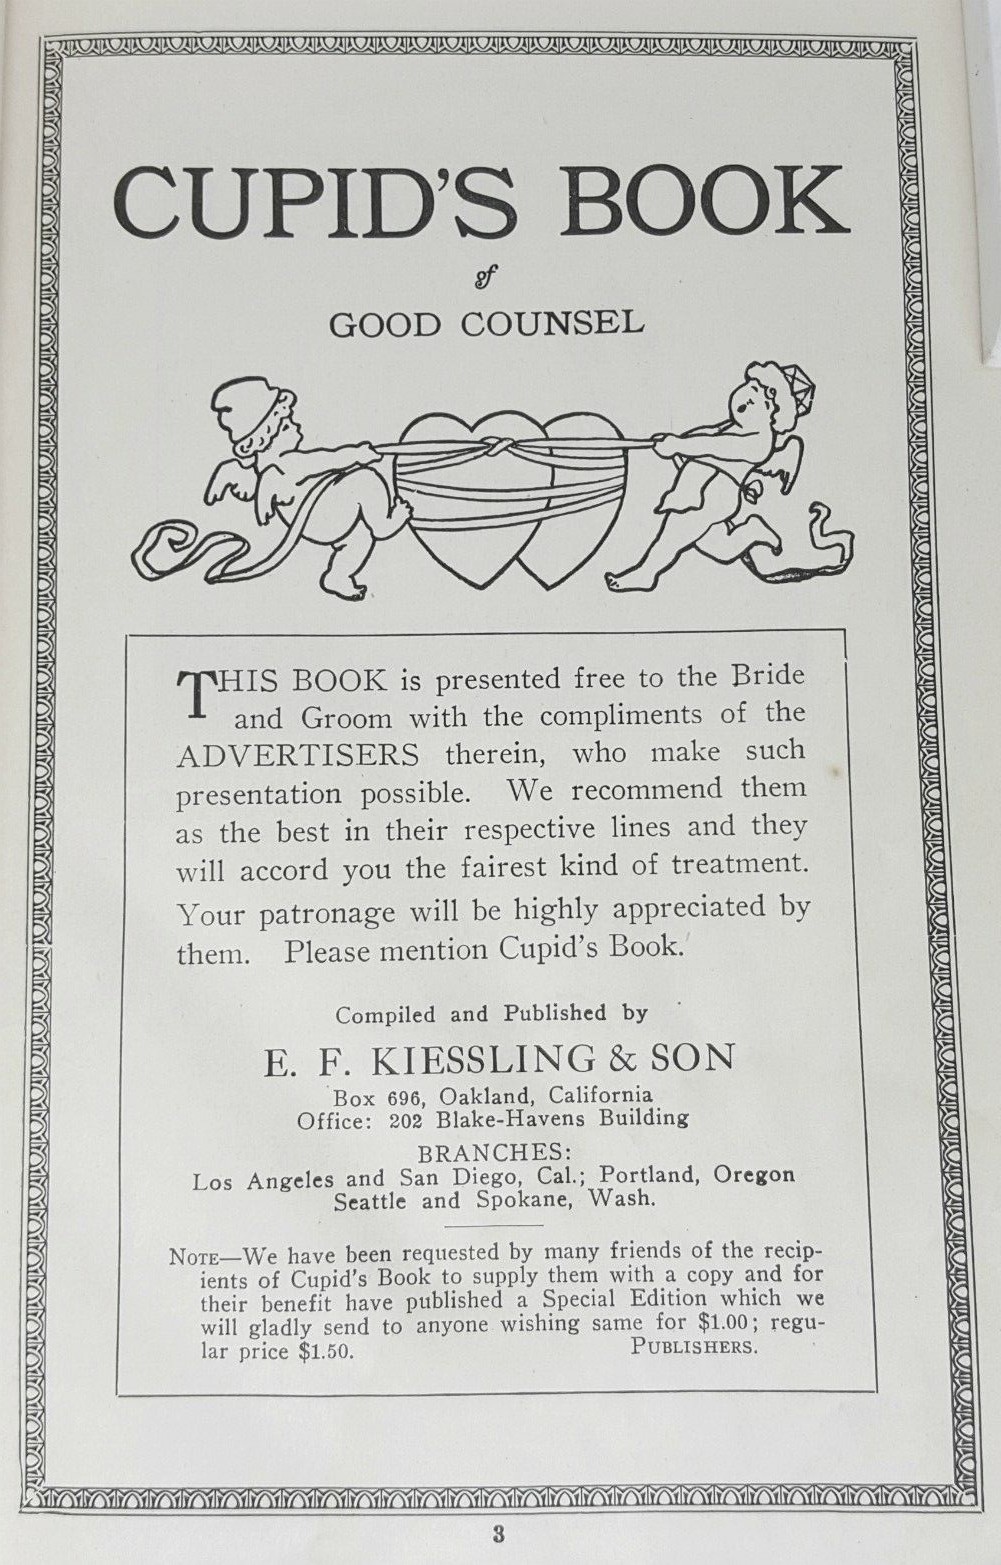 CUPID'S BOOK
of
GOOD COUNSEL
THIS BOOK is presented free to the Bride
and Groom with the compliments of the
ADVERTISERS therein, who make such
presentation possible. We recommend them
as the best in their respective lines and they
will accord you the fairest kind of treatment.
Your patronage will be highly appreciated by
them. Please mention Cupid's Book.
Compiled and Published by
E. F. KIESSLING & SON
Box 696, Oakland, California
Office: 202 Blake-Havens Building
BRANCHES:
Los Angeles and San Diego, Cal.; Portland, Oregon
Seattle and Spokane, Wash.
NOTE—We have been requested by many friends of the recip-
ients of Cupid's Book to supply them with a copy and for
their benefit have published a Special Edition which we
will gladly send to anyone wishing same for $1.00; regu-
lar price $1.50. PUBLISHERS.
3